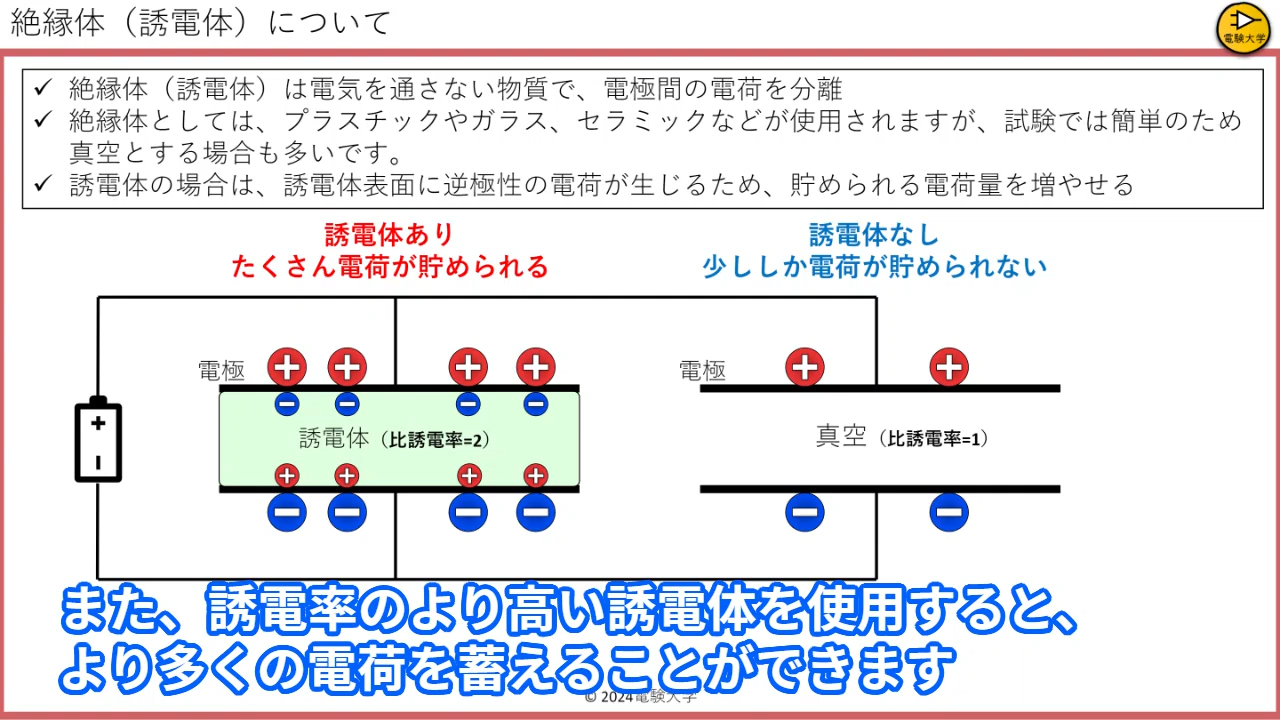 絶縁体（誘電体）について
電験大学
✓ 絶縁体（誘電体）は電気を通さない物質で、電極間の電荷を分離
✓ 絶縁体としては、プラスチックやガラス、セラミックなどが使用されますが、試験では簡単のため
真空とする場合も多いです。
✓ 誘電体の場合は、誘電体表面に逆極性の電荷が生じるため、貯められる電荷量を増やせる
誘電体あり
たくさん電荷が貯められる
誘電体なし
少ししか電荷が貯められない
電極
電極
誘電体（比誘電率=2）
真空（比誘電率=1）
また、誘電率のより高い誘電体を使用すると、
より多くの電荷を蓄えることができます
© 2024電験大学